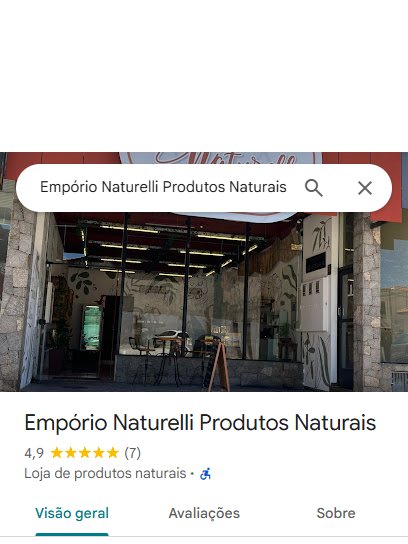 Naturelli
Empório Naturelli Produtos Naturais
Empório Naturelli Produtos Naturais
4,9 (7)
Loja de produtos naturais ·
Visão geral
Avaliações
Sobre